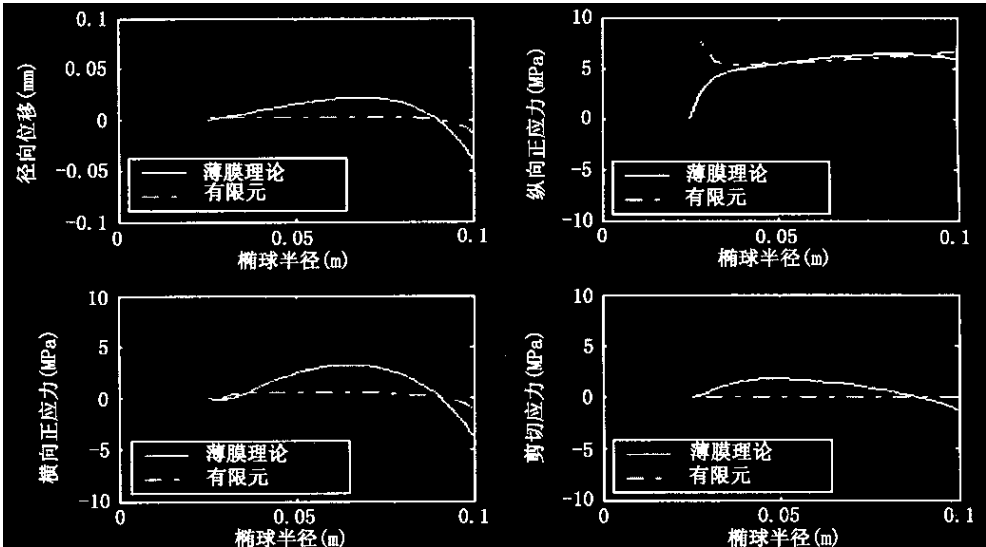 径向位移(mm)
0.1
0.05
0
-0.05
-0.1
薄膜理论
有限元
0
0.05
0.1
椭球半径(m)
纵向正应力(MPa)
10
5
0
-5
-10
薄膜理论
有限元
0
0.05
0.1
椭球半径(m)
横向正应力(MPa)
10
5
0
-5
-10
薄膜理论
有限元
0
0.05
0.1
椭球半径(m)
剪切应力(MPa)
10
5
0
-5
-10
薄膜理论
有限元
0
0.05
0.1
椭球半径(m)